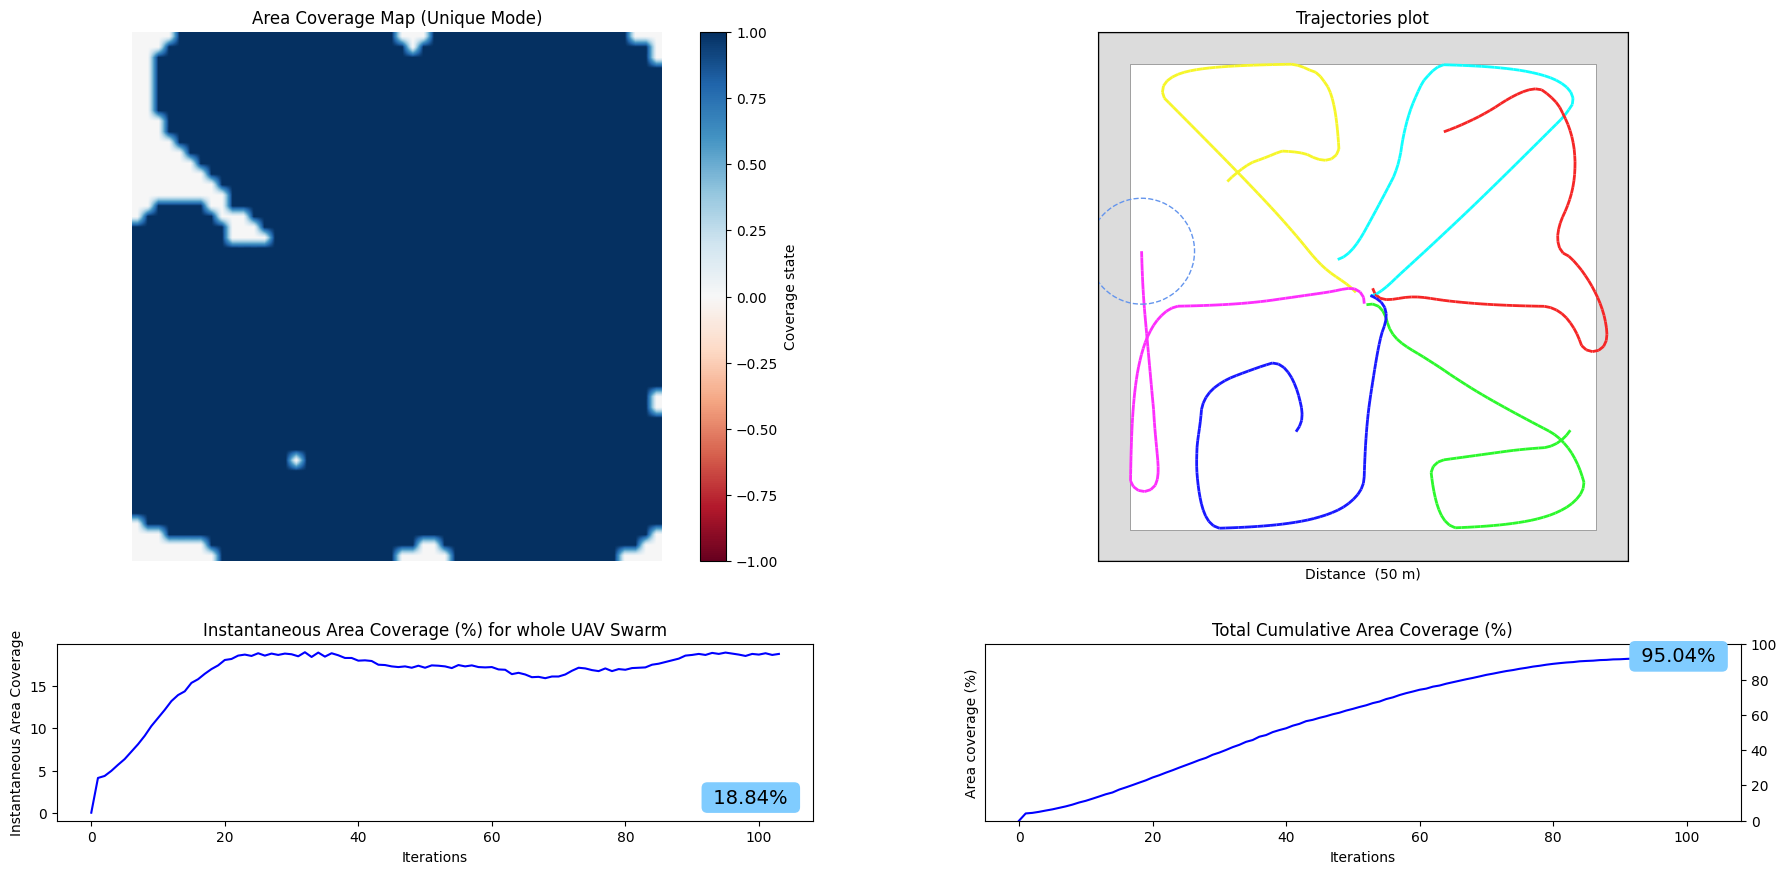 Area Coverage Map (Unique Mode)
1.00
0.75
0.50
0.25
0.00
−0.25
−0.50
−0.75
−1.00
Coverage state
Trajectories plot
Distance  (50 m)
Instantaneous Area Coverage (%) for whole UAV Swarm
Instantaneous Area Coverage
15
10
5
0
18.84%
0 20 40 60 80 100
Iterations
Total Cumulative Area Coverage (%)
Area coverage (%)
95.04%
100
80
60
40
20
0
0 20 40 60 80 100
Iterations